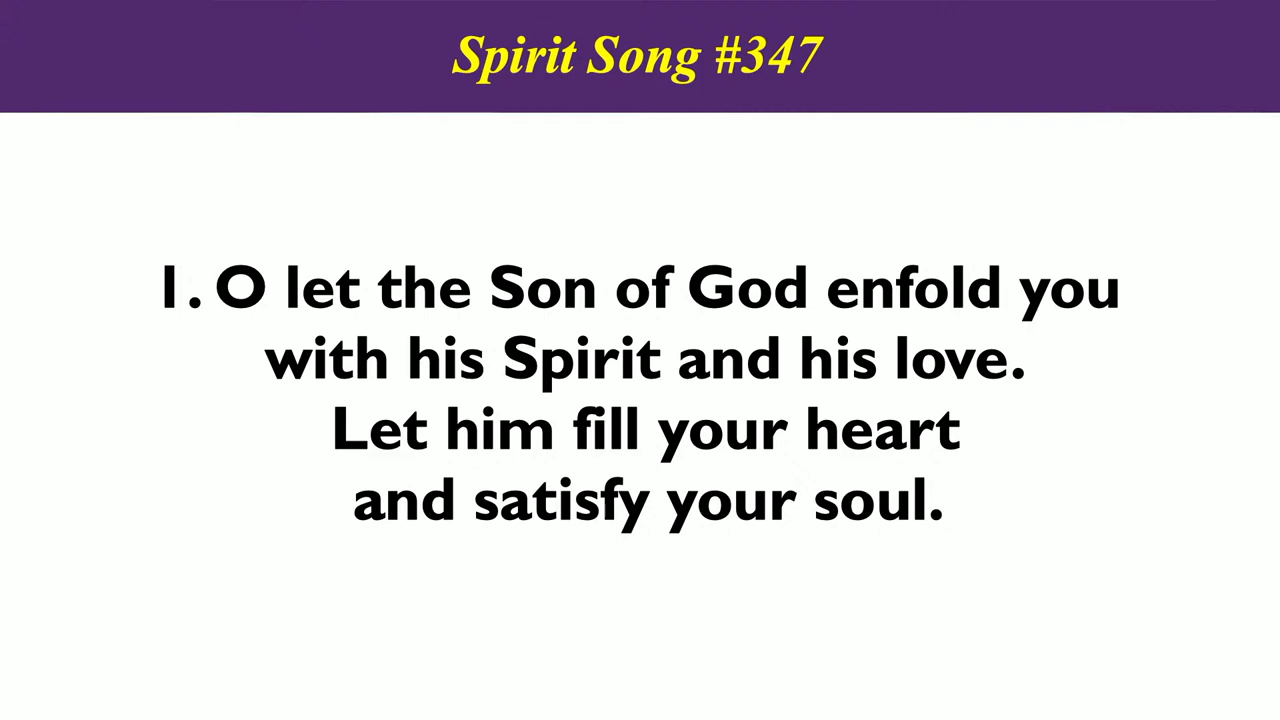 Spirit Song #347
1. O let the Son of God enfold you
with his Spirit and his love.
Let him fill your heart
and satisfy your soul.